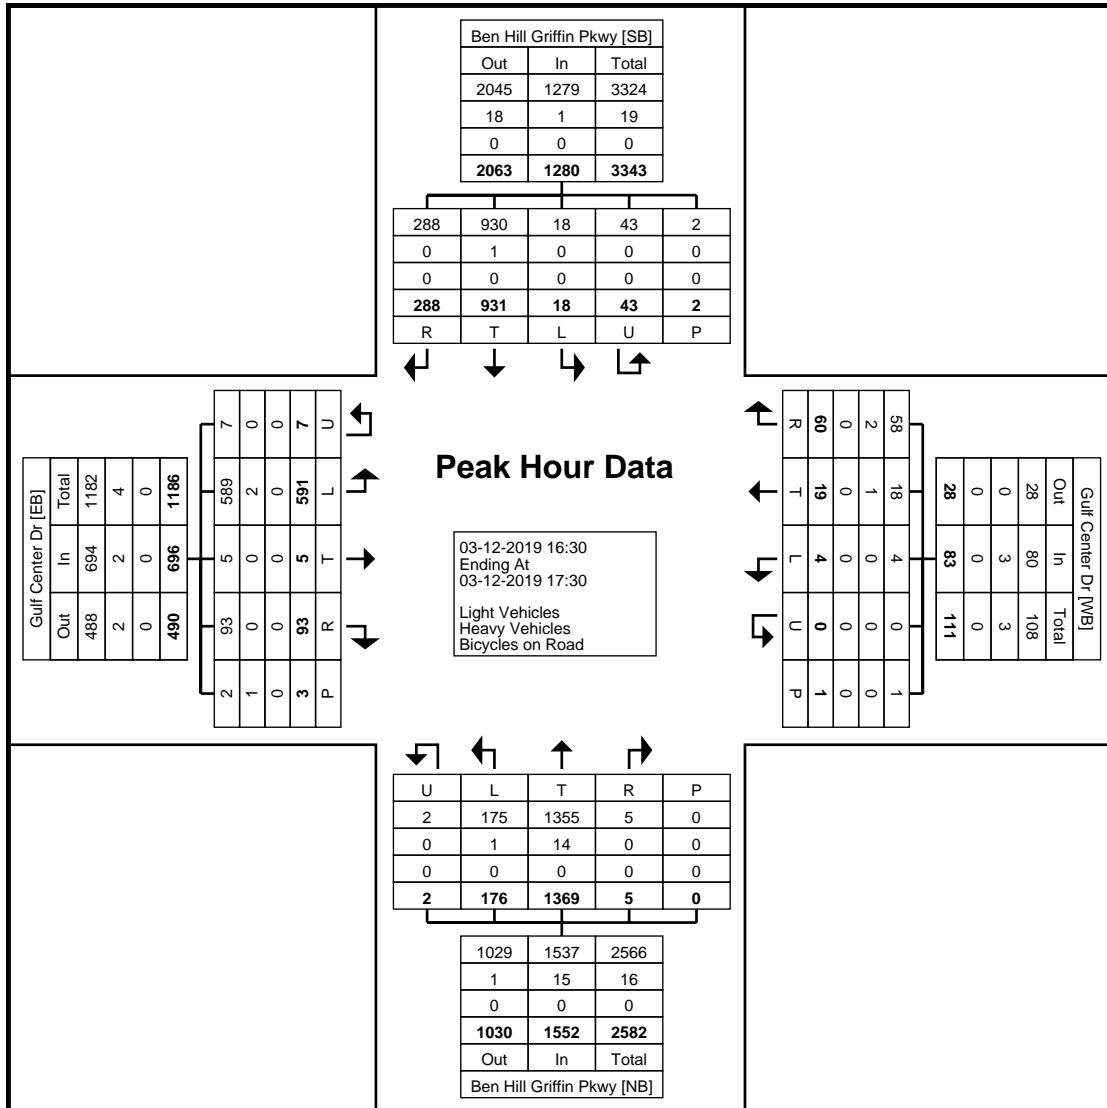 Ben Hill Griffin Pkwy [SB]
Out In Total
2045 1279 3324
18 1 19
0 0 0
2063 1280 3343
288 930 18 43 2
0 1 0 0 0
0 0 0 0 0
288 931 18 43 2
R T L U P
Gulf Center Dr [EB]
Total In Out
1182 694 488
4 2 2
0 0 0
1186 696 490
7 589 5 93 2
0 2 0 0 1
0 0 0 0 0
7 591 5 93 3
U L T R P
Peak Hour Data
03-12-2019 16:30
Ending At
03-12-2019 17:30
Light Vehicles
Heavy Vehicles
Bicycles on Road
Gulf Center Dr [WB]
Out In Total
28 80 108
0 3 3
0 0 0
28 83 111
58 18 4 0 1
2 1 0 0 0
0 0 0 0 0
60 19 4 0 1
R T L U P
U L T R P
2 175 1355 5 0
0 1 14 0 0
0 0 0 0 0
2 176 1369 5 0
1029 1537 2566
1 15 16
0 0 0
1030 1552 2582
Out In Total
Ben Hill Griffin Pkwy [NB]